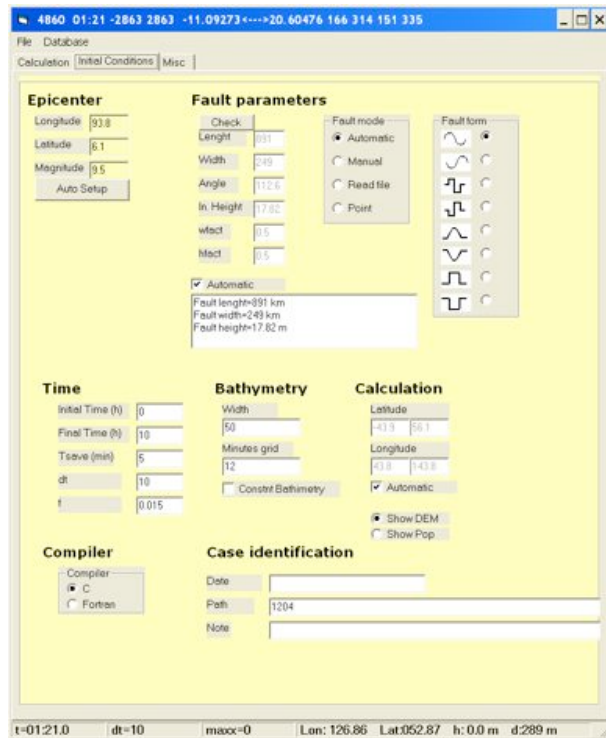 4860 01:21 -2863 2863 -11.09273<--->20.60476 166 314 151 335
File Database
Calculation Initial Conditions Misc
Epicenter
Longitude 93.8
Latitude 6.1
Magnitude 9.5
Auto Setup
Fault parameters
Check
Lenght 891
Width 249
Angle 112.6
In. Height 17.82
wfact 0.5
hfact 0.5
Fault mode
Automatic
Manual
Read file
Point
Fault form
Automatic
Fault lenght=891 km
Fault width=249 km
Fault height=17.82 m
Time
Initial Time (h) 0
Final Time (h) 10
Tsave (min) 5
dt 10
f 0.015
Bathymetry
Width
50
Minutes grid
12
Constnt Bathimetry
Calculation
Latitude
-43.9 56.1
Longitude
43.8 143.8
Automatic
Show DEM
Show Pop
Compiler
Compiler
C
Fortran
Case identification
Date
Path 1204
Note
t=01:21.0 dt=10 maxx=0 Lon: 126.86 Lat:052.87 h: 0.0 m d:289 m